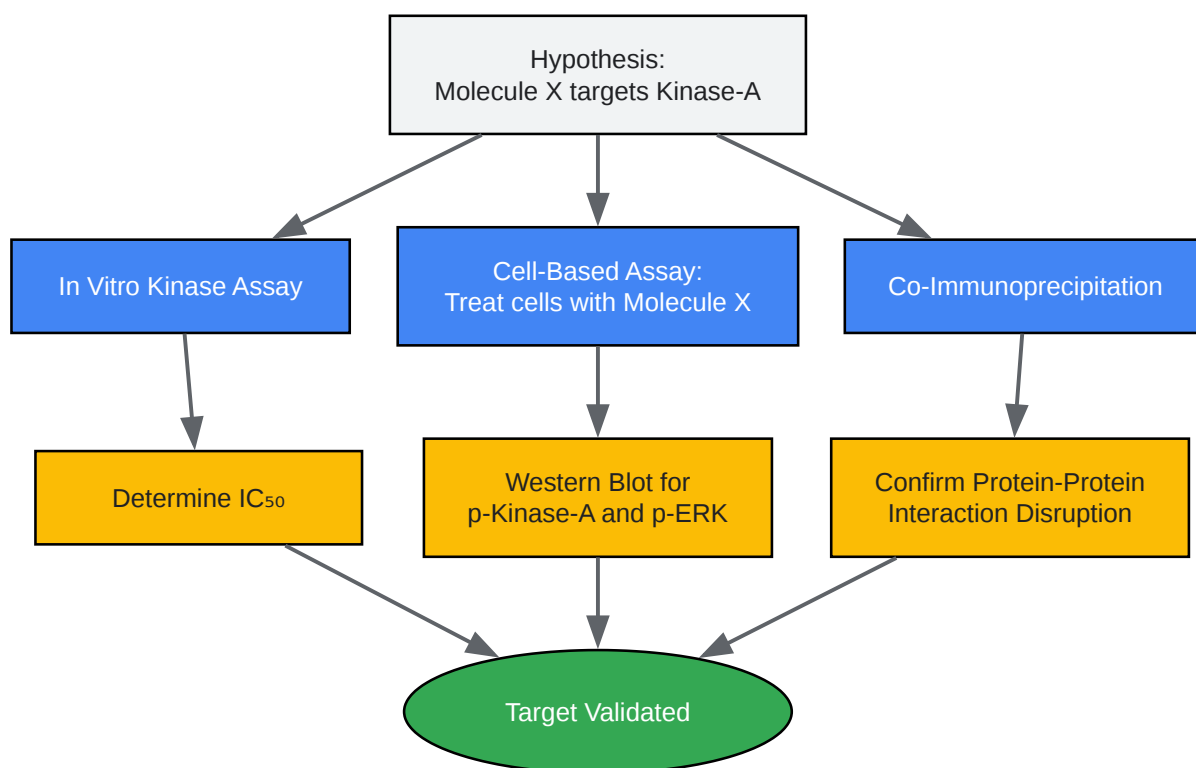 Hypothesis:
Molecule X targets Kinase-A
In Vitro Kinase Assay
Cell-Based Assay:
Treat cells with Molecule X
Co-Immunoprecipitation
Determine IC₅₀
Western Blot for
p-Kinase-A and p-ERK
Confirm Protein-Protein
Interaction Disruption
Target Validated